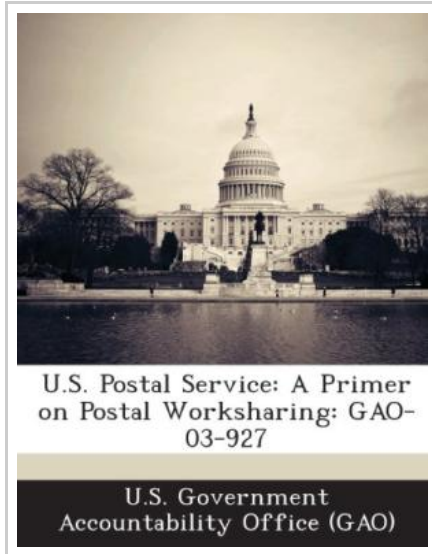 U.S. Postal Service: A Primer
on Postal Worksharing: GAO-
03-927
U.S. Government
Accountability Office (GAO)